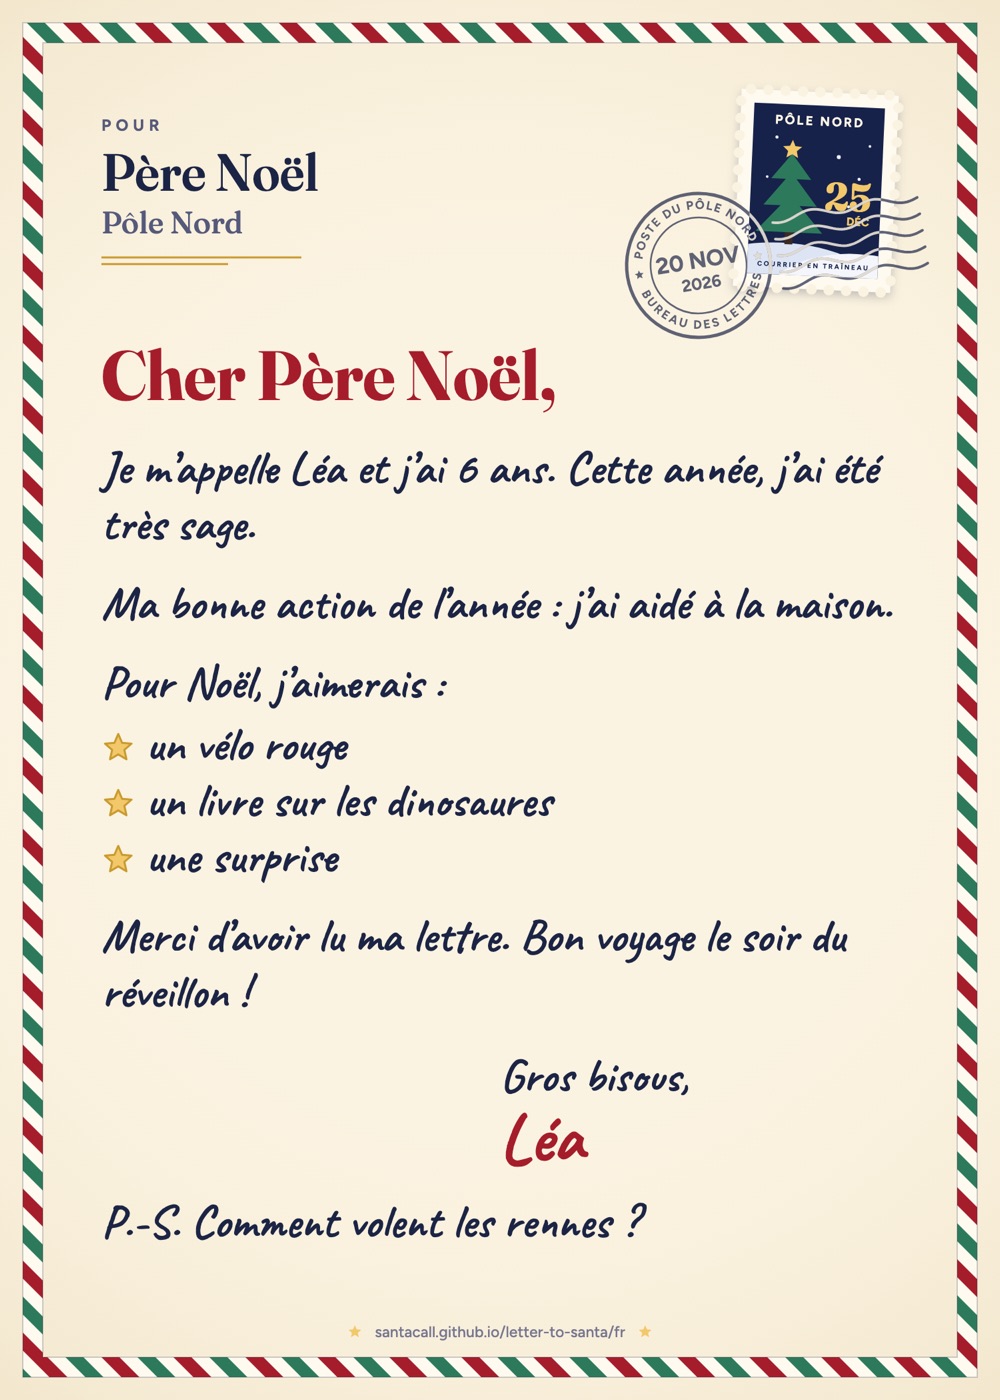 POUR
Père Noël
Pôle Nord
PÔLE NORD
25
DÉC
COURRIER EN TRAÎNEAU
POSTE DU PÔLE NORD
20 NOV
2026
BUREAU DES LETTRES
Cher Père Noël,
Je m’appelle Léa et j’ai 6 ans. Cette année, j’ai été
très sage.
Ma bonne action de l’année : j’ai aidé à la maison.
Pour Noël, j’aimerais :
un vélo rouge
un livre sur les dinosaures
une surprise
Merci d’avoir lu ma lettre. Bon voyage le soir du
réveillon !
Gros bisous,
Léa
P.-S. Comment volent les rennes ?
santacall.github.io/letter-to-santa/fr